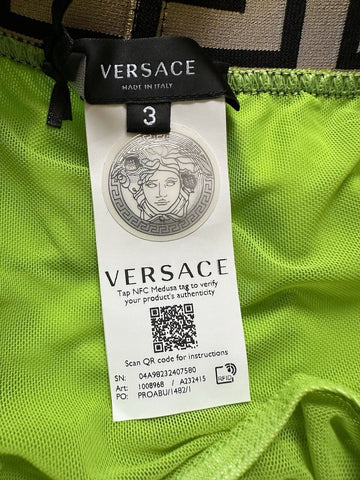 VERSACE
MADE IN ITALY
3
VERSACE
Tap NFC Medusa tag to verify
your product's authenticity
Scan QR code for instructions
SN: 04A98232407580
Art: 1008968 / A232415
PO: PROABU/1482/1
RFID